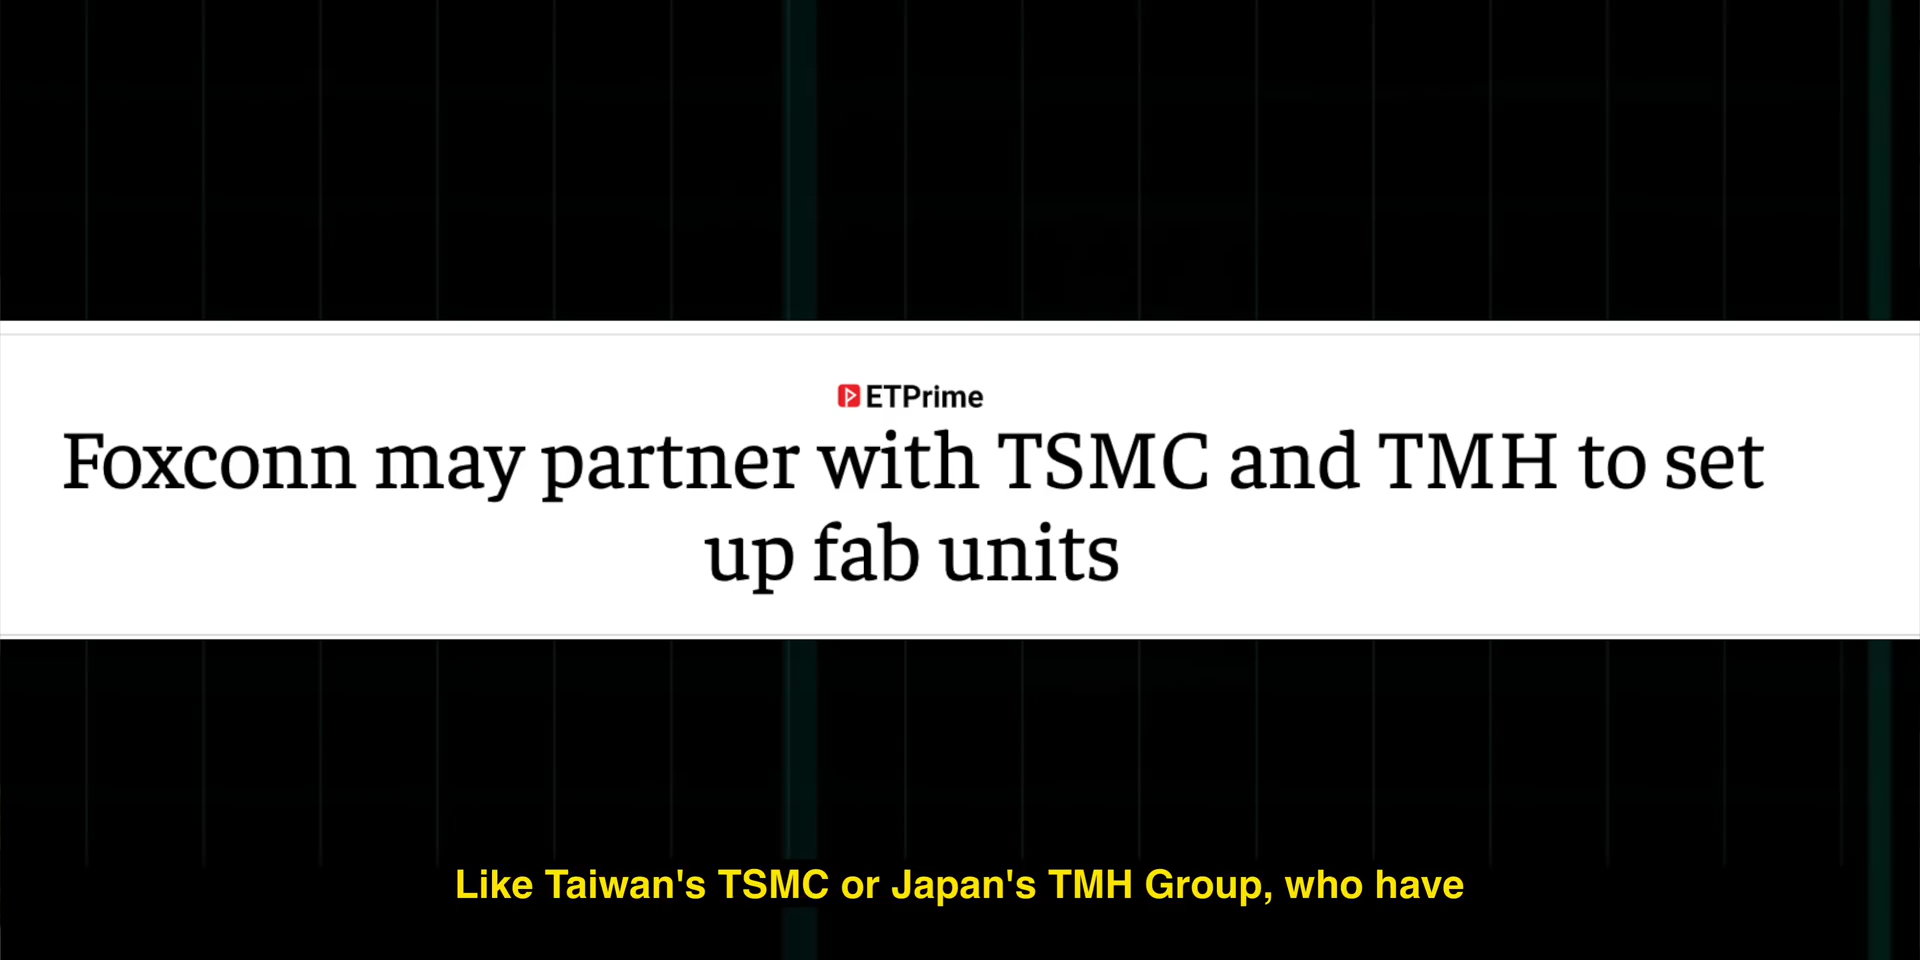 ETPrime
Foxconn may partner with TSMC and TMH to set
up fab units
Like Taiwan's TSMC or Japan's TMH Group, who have